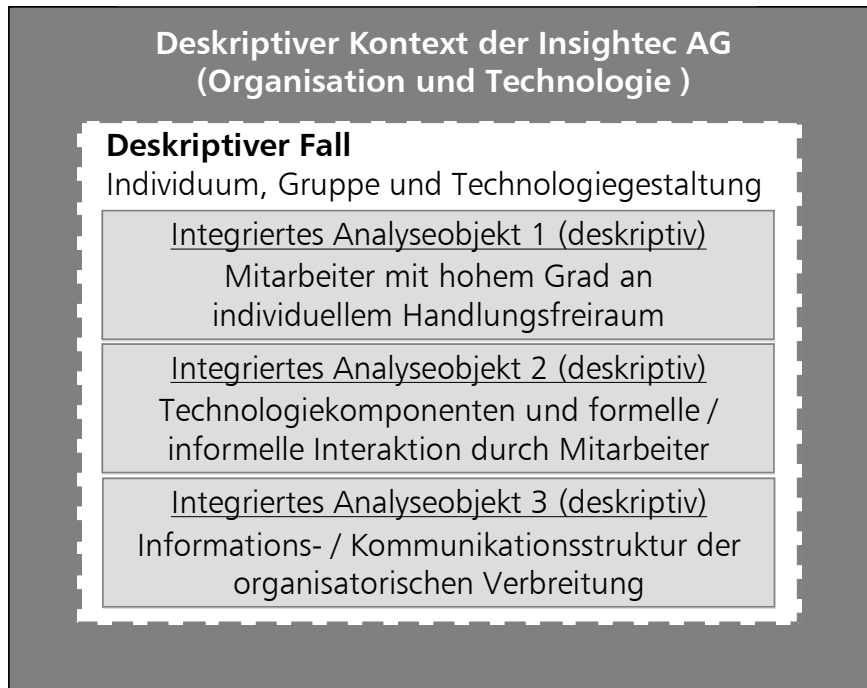 Deskriptiver Kontext der Insightec AG
(Organisation und Technologie )
Deskriptiver Fall
Individuum, Gruppe und Technologiegestaltung
Integriertes Analyseobjekt 1 (deskriptiv)
Mitarbeiter mit hohem Grad an
individuellem Handlungsfreiraum
Integriertes Analyseobjekt 2 (deskriptiv)
Technologiekomponenten und formelle /
informelle Interaktion durch Mitarbeiter
Integriertes Analyseobjekt 3 (deskriptiv)
Informations- / Kommunikationsstruktur der
organisatorischen Verbreitung